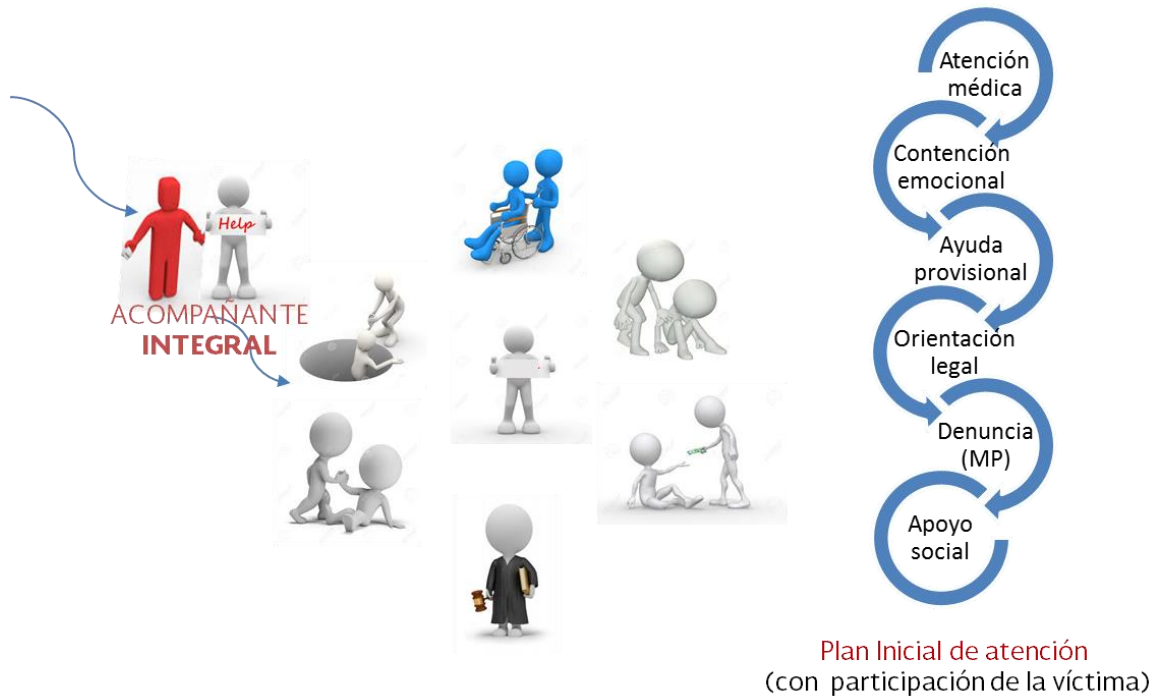 Help
ACOMPAÑANTE
INTEGRAL
Atención
médica
Contención
emocional
Ayuda
provisional
Orientación
legal
Denuncia
(MP)
Apoyo
social
Plan Inicial de atención
(con participación de la víctima)